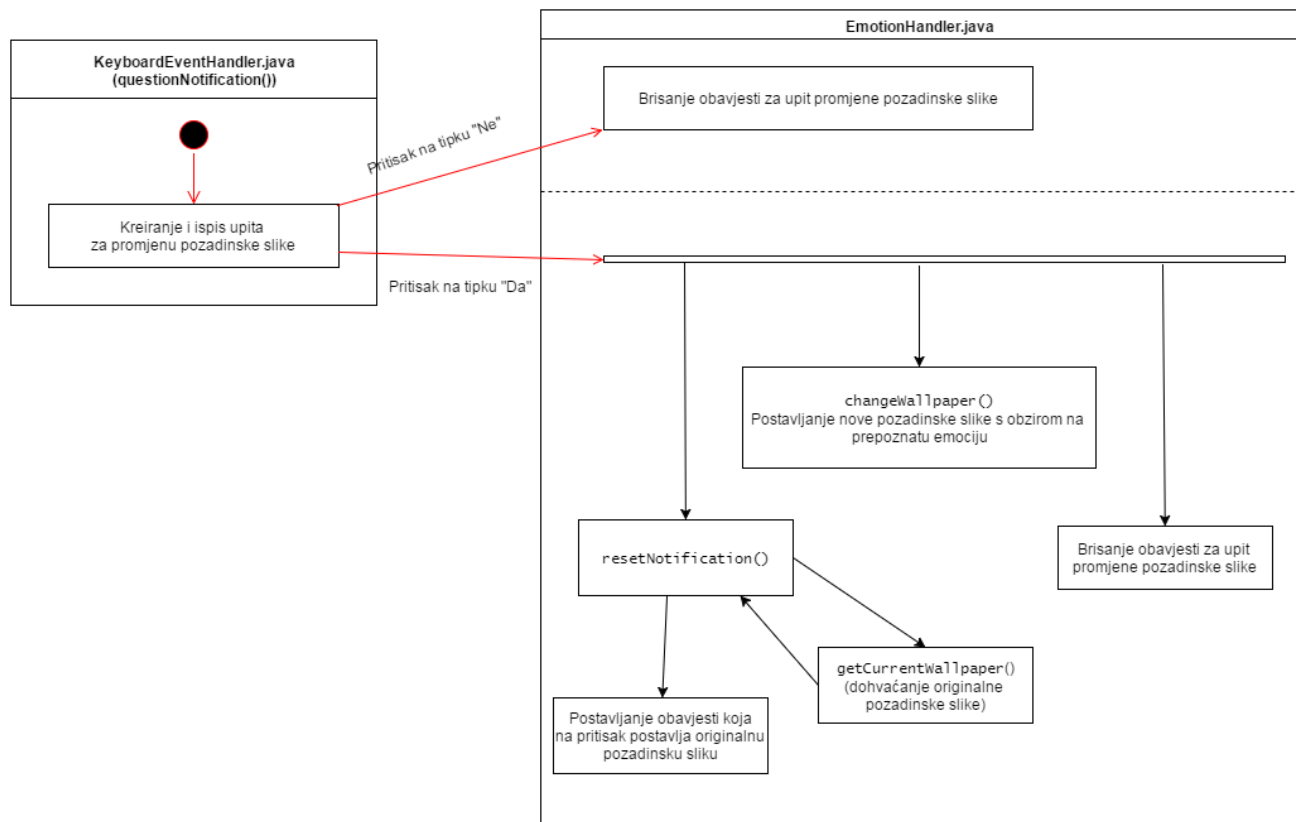 KeyboardEventHandler.java
(questionNotification())
Kreiranje i ispis upita
za promjenu pozadinske slike
Pritisak na tipku "Ne"
Pritisak na tipku "Da"
EmotionHandler.java
Brisanje obavjesti za upit promjene pozadinske slike
changeWallpaper()
Postavljanje nove pozadinske slike s obzirom na
prepoznatu emociju
resetNotification()
Brisanje obavjesti za upit
promjene pozadinske slike
getCurrentWallpaper()
(dohvaćanje originalne
pozadinske slike)
Postavljanje obavjesti koja
na pritisak postavlja originalnu
pozadinsku sliku